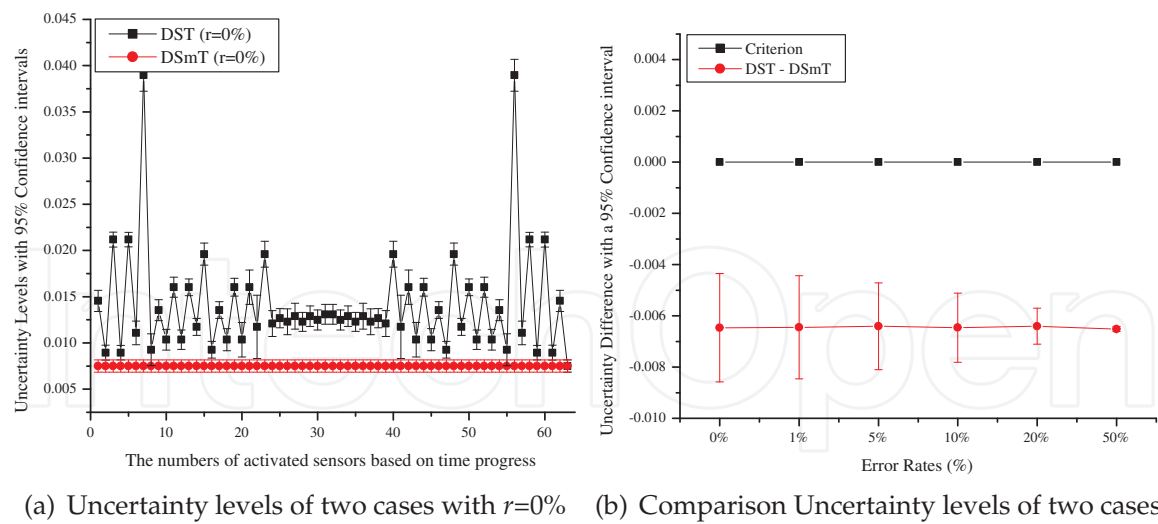 0.045
0.040
0.035
0.030
0.025
0.020
0.015
0.010
0.005
Uncertainty Levels with 95% Confidence intervals
DST (r=0%)
DSmT (r=0%)
0 10 20 30 40 50 60
The numbers of activated sensors based on time progress
(a) Uncertainty levels of two cases with r=0%
0.004
0.002
0.000
-0.002
-0.004
-0.006
-0.008
-0.010
Uncertainty Difference with a 95% Confidence interval
Criterion
DST - DSmT
0% 1% 5% 10% 20% 50%
Error Rates (%)
(b) Comparison Uncertainty levels of two cases
IntechOpen